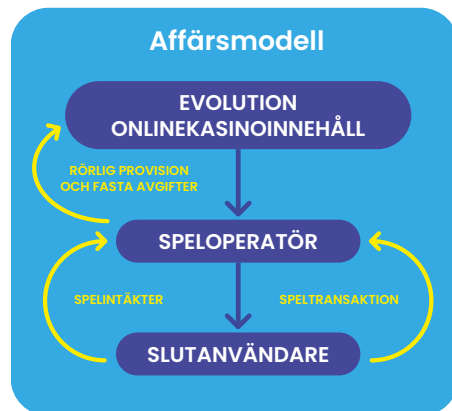 Affärsmodell
EVOLUTION
ONLINEKASINOINNEHÅLL
RÖRLIG PROVISION
OCH FASTA AVGIFTER
SPELOPERATÖR
SPELINTÄKTER
SPELTRANSAKTION
SLUTANVÄNDARE